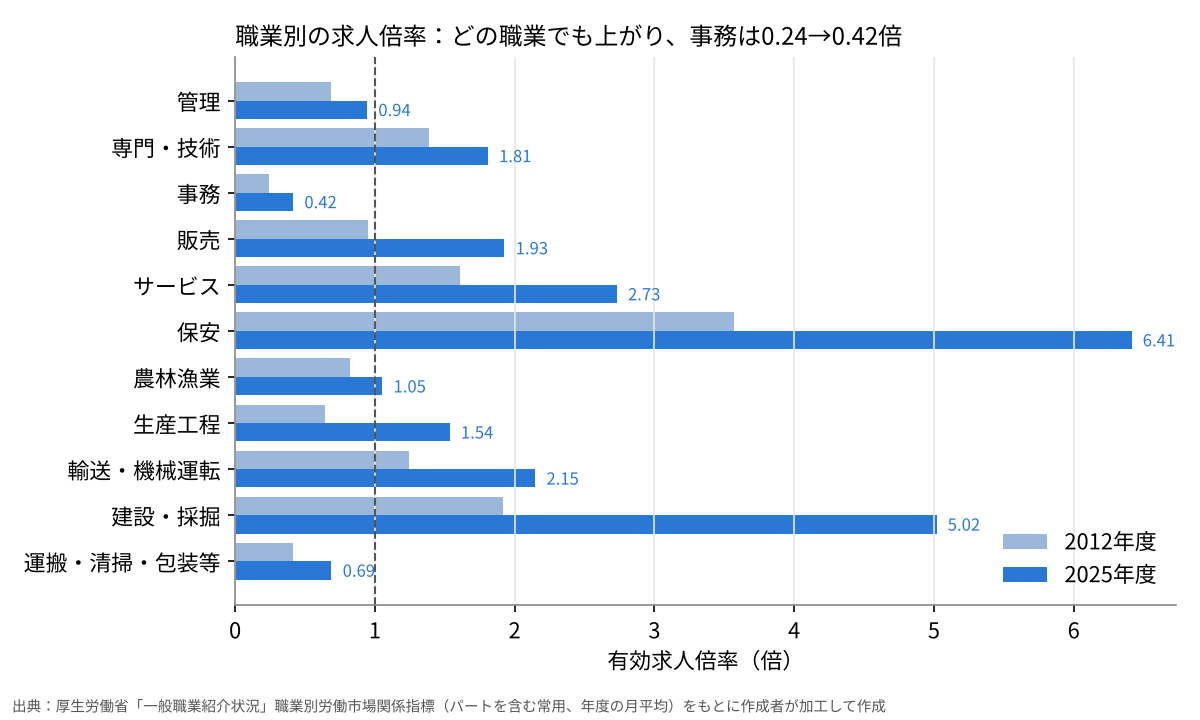 職業別の求人倍率：どの職業でも上がり、事務は0.24→0.42倍
管理
0.94
専門・技術
1.81
事務
0.42
販売
1.93
サービス
2.73
保安
6.41
農林漁業
1.05
生産工程
1.54
輸送・機械運転
2.15
建設・採掘
5.02
運搬・清掃・包装等
0.69
2012年度
2025年度
0 1 2 3 4 5 6
有効求人倍率（倍）
出典：厚生労働省「一般職業紹介状況」職業別労働市場関係指標（パートを含む常用、年度の月平均）をもとに作成者が加工して作成